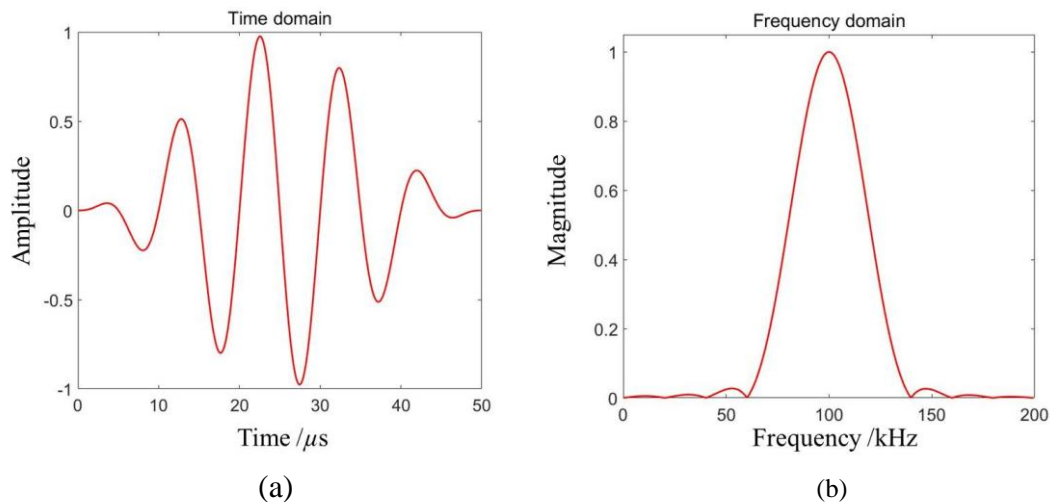 Time domain
Amplitude
1
0.5
0
-0.5
-1
0 10 20 30 40 50
Time /μs
(a)
Frequency domain
Magnitude
1
0.8
0.6
0.4
0.2
0
0 50 100 150 200
Frequency /kHz
(b)